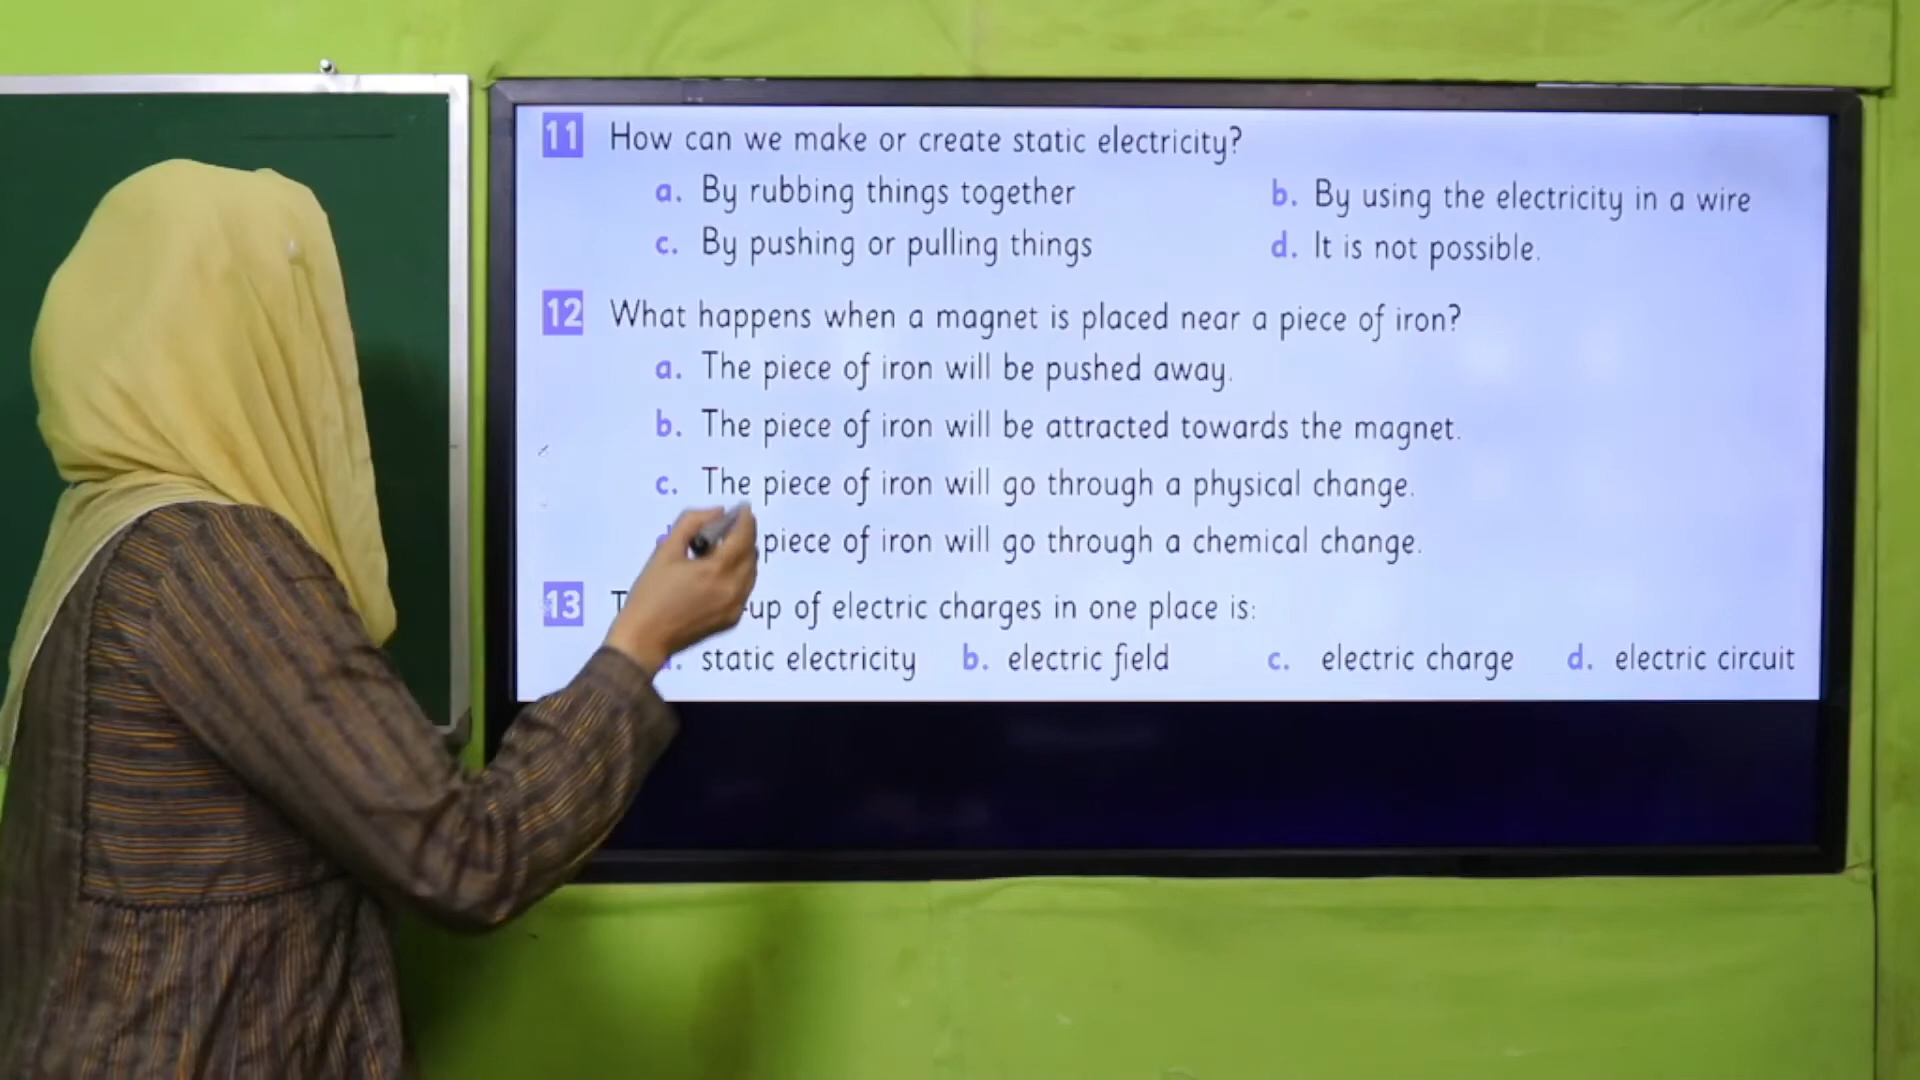 11 How can we make or create static electricity?
a. By rubbing things together b. By using the electricity in a wire
c. By pushing or pulling things d. It is not possible.
12 What happens when a magnet is placed near a piece of iron?
a. The piece of iron will be pushed away.
b. The piece of iron will be attracted towards the magnet.
c. The piece of iron will go through a physical change.
piece of iron will go through a chemical change.
13 up of electric charges in one place is:
static electricity b. electric field c. electric charge d. electric circuit